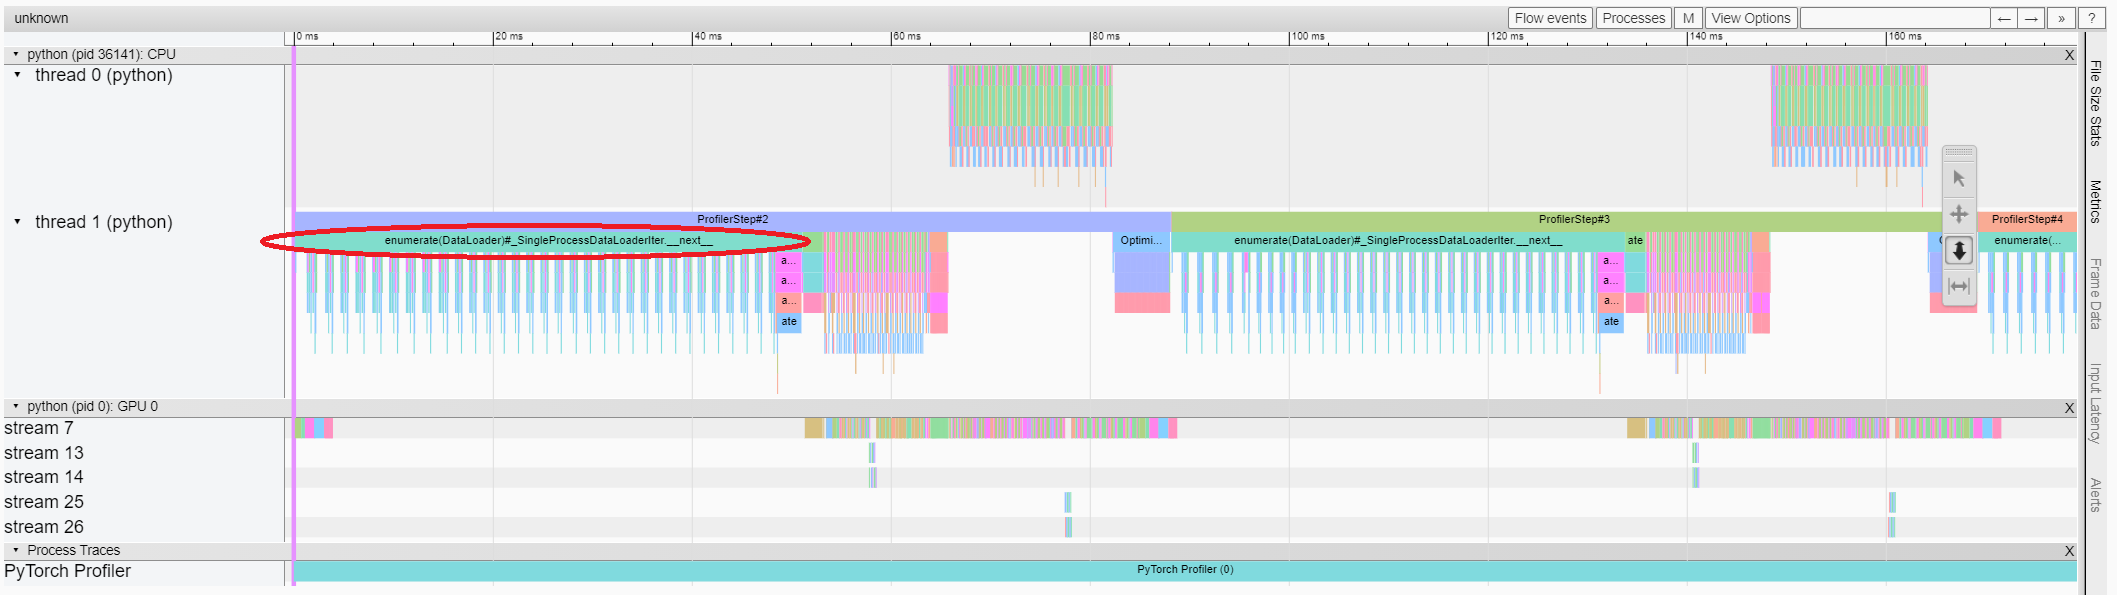 unknown
Flow events Processes M View Options ← → » ?
0 ms 20 ms 40 ms 60 ms 80 ms 100 ms 120 ms 140 ms 160 ms
python (pid 36141): CPU X
thread 0 (python)
thread 1 (python)
ProfilerStep#2 ProfilerStep#3 ProfilerStep#4
enumerate(DataLoader)#_SingleProcessDataLoaderIter.__next__ Optimi... enumerate(DataLoader)#_SingleProcessDataLoaderIter.__next__ ate enumerate(...
a... a...
a... a...
a... a...
ate ate
python (pid 0): GPU 0 X
stream 7
stream 13
stream 14
stream 25
stream 26
Process Traces X
PyTorch Profiler PyTorch Profiler (0)
File Size Stats
Metrics
Frame Data
Input Latency
Alerts